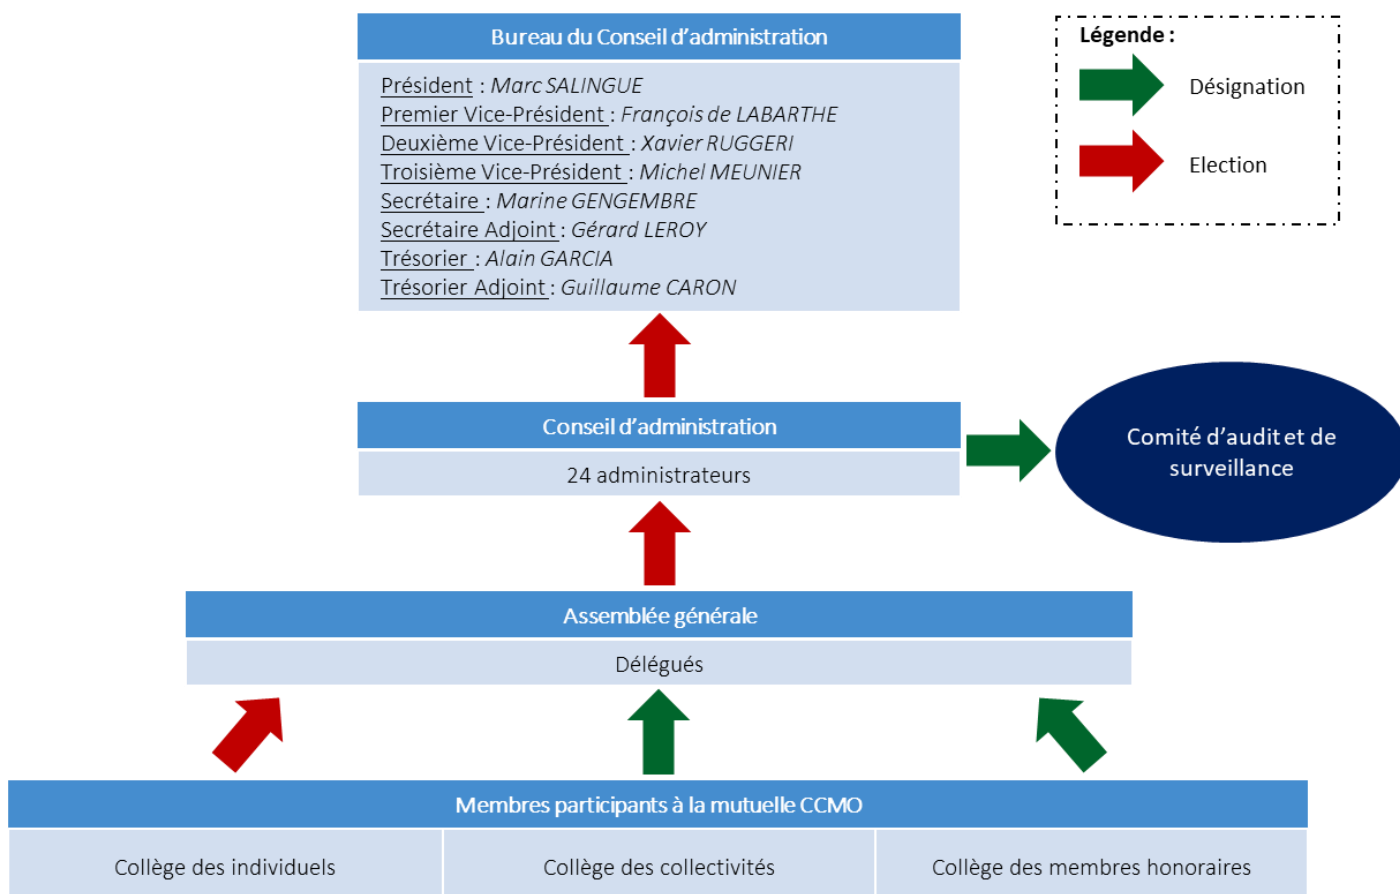 Bureau du Conseil d'administration
Président : Marc SALINGUE
Premier Vice-Président : François de LABARTHE
Deuxième Vice-Président : Xavier RUGGERI
Troisième Vice-Président : Michel MEUNIER
Secrétaire : Marine GENGEMBRE
Secrétaire Adjoint : Gérard LEROY
Trésorier : Alain GARCIA
Trésorier Adjoint : Guillaume CARON
Légende :
Désignation
Election
Conseil d'administration
24 administrateurs
Comité d'audit et de
surveillance
Assemblée générale
Délégués
Membres participants à la mutuelle CCMO
Collège des individuels
Collège des collectivités
Collège des membres honoraires